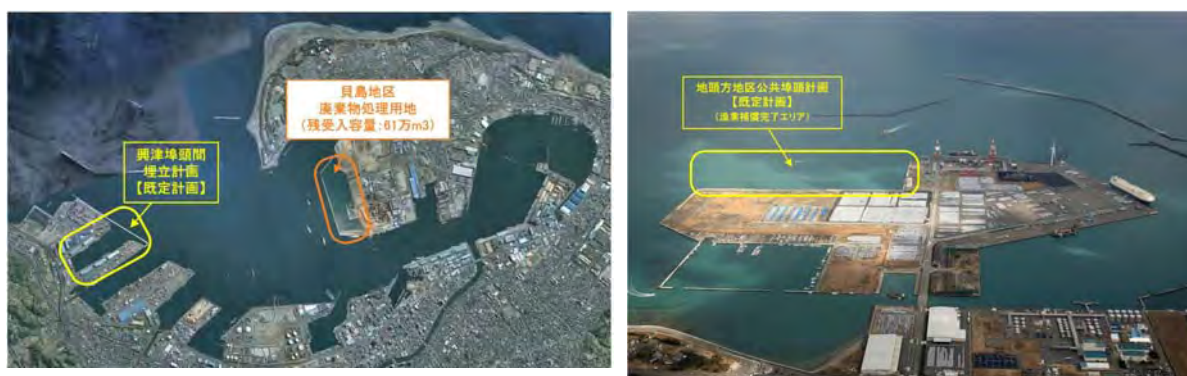 貝島地区
廃棄物処理用地
(残受入容量:61万m3)
興津埠頭間
埋立計画
【既定計画】
地頭方地区公共埠頭計画
【既定計画】
(漁業補償完了エリア)